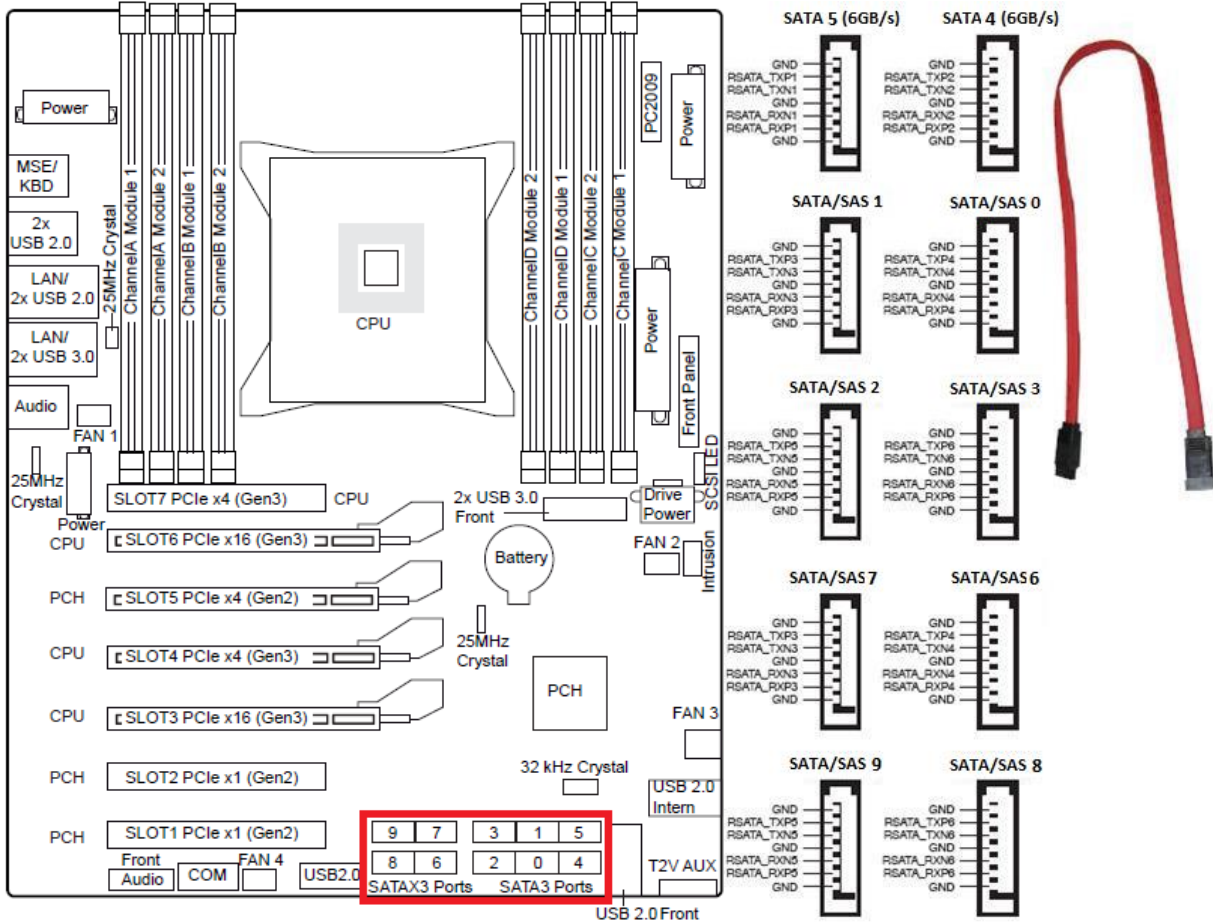 Power
MSE/
KBD
2x
USB 2.0
LAN/
2x USB 2.0
LAN/
2x USB 3.0
Audio
25MHz Crystal
FAN 1
25MHz
Crystal
Power
ChannelA Module 1
ChannelA Module 2
ChannelB Module 1
ChannelB Module 2
CPU
ChannelD Module 2
ChannelD Module 1
ChannelC Module 2
ChannelC Module 1
PC2009
Power
Power
Front Panel
SCSI LED
SLOT7 PCIe x4 (Gen3)
CPU
2x USB 3.0
Front
Drive
Power
CPU
SLOT6 PCIe x16 (Gen3)
Battery
FAN 2
Intrusion
PCH
SLOT5 PCIe x4 (Gen2)
25MHz
Crystal
CPU
SLOT4 PCIe x4 (Gen3)
PCH
CPU
SLOT3 PCIe x16 (Gen3)
FAN 3
PCH
SLOT2 PCIe x1 (Gen2)
32 kHz Crystal
USB 2.0
Intern
PCH
SLOT1 PCIe x1 (Gen2)
9 7 3 1 5
8 6 2 0 4
SATAX3 Ports SATA3 Ports
Front
Audio
COM
FAN 4
USB2.0
T2V AUX
USB 2.0 Front
SATA 5 (6GB/s)
GND
RSATA_TXP1
RSATA_TXN1
GND
RSATA_RXN1
RSATA_RXP1
GND
SATA 4 (6GB/s)
GND
RSATA_TXP2
RSATA_TXN2
GND
RSATA_RXN2
RSATA_RXP2
GND
SATA/SAS 1
GND
RSATA_TXP3
RSATA_TXN3
GND
RSATA_RXN3
RSATA_RXP3
GND
SATA/SAS 0
GND
RSATA_TXP4
RSATA_TXN4
GND
RSATA_RXN4
RSATA_RXP4
GND
SATA/SAS 2
GND
RSATA_TXP5
RSATA_TXN5
GND
RSATA_RXN5
RSATA_RXP5
GND
SATA/SAS 3
GND
RSATA_TXP6
RSATA_TXN6
GND
RSATA_RXN6
RSATA_RXP6
GND
SATA/SAS 7
GND
RSATA_TXP3
RSATA_TXN3
GND
RSATA_RXN3
RSATA_RXP3
GND
SATA/SAS 6
GND
RSATA_TXP4
RSATA_TXN4
GND
RSATA_RXN4
RSATA_RXP4
GND
SATA/SAS 9
GND
RSATA_TXP5
RSATA_TXN5
GND
RSATA_RXN5
RSATA_RXP5
GND
SATA/SAS 8
GND
RSATA_TXP6
RSATA_TXN6
GND
RSATA_RXN6
RSATA_RXP6
GND